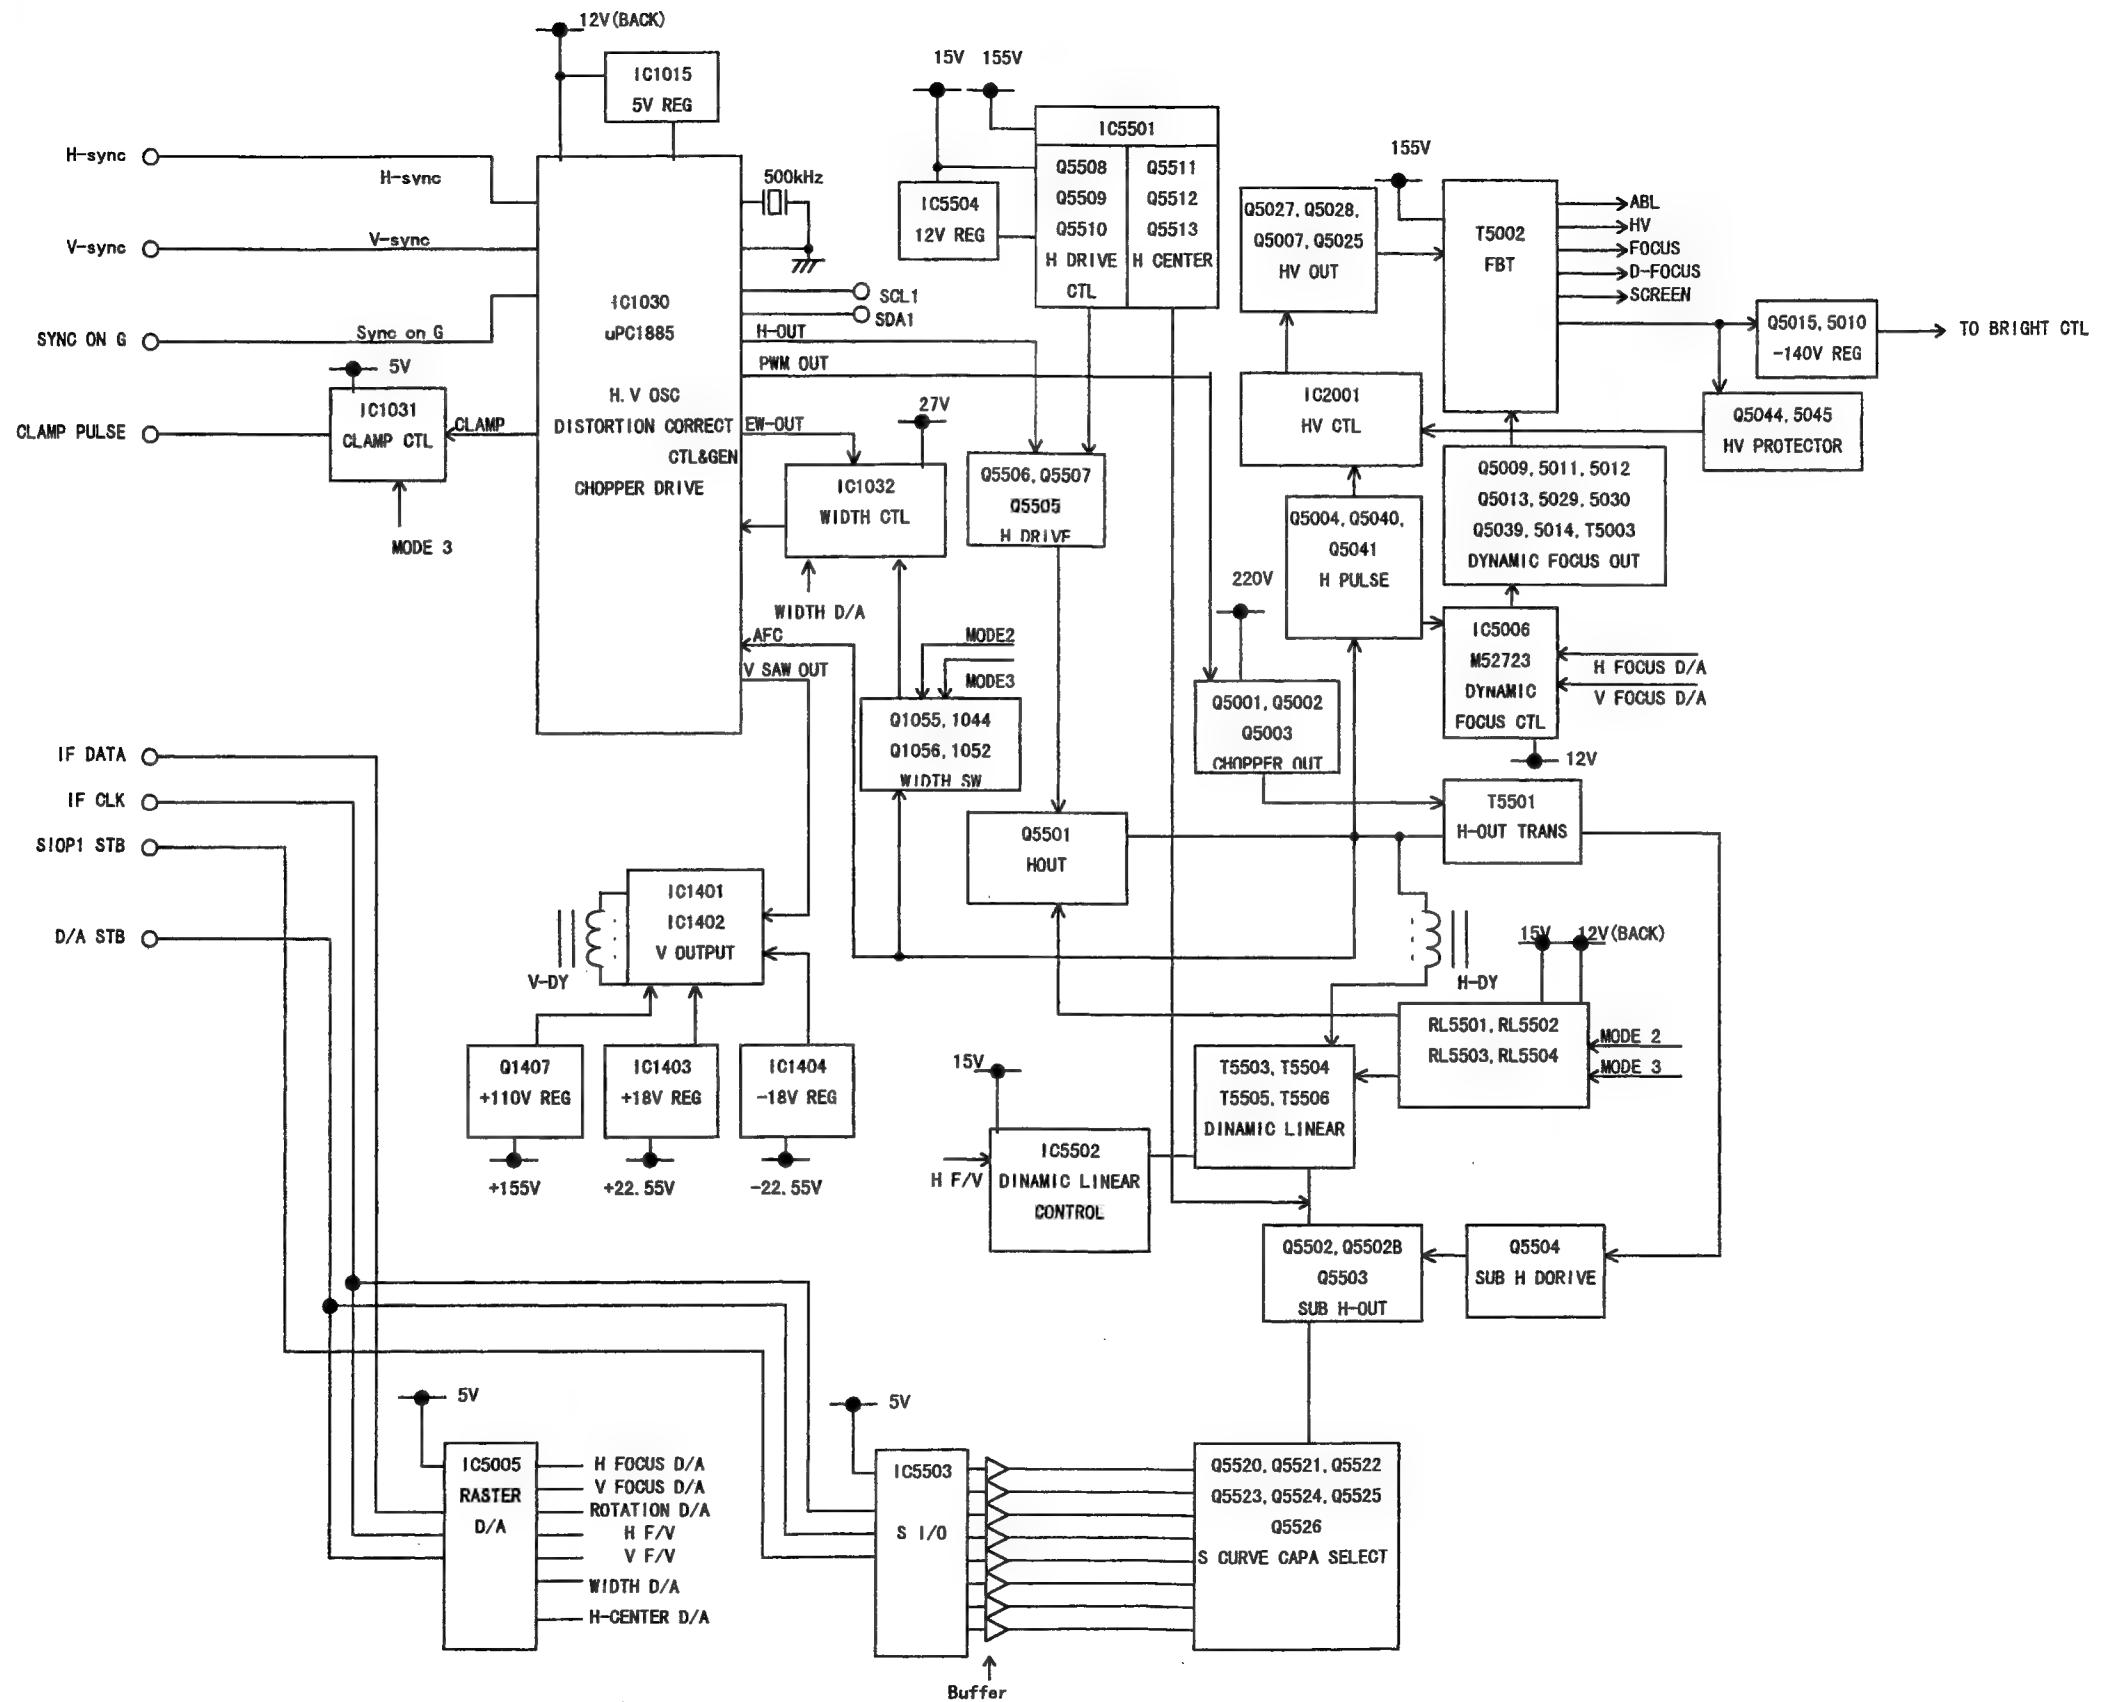 12V(BACK)
IC1015
5V REG
H-sync
H-sync
V-sync
V-sync
SYNC ON G
Sync on G
5V
IC1031
CLAMP CTL
CLAMP PULSE
CLAMP
MODE 3
IC1030
uPC1885
H.V OSC
DISTORTION CORRECT
CTL&GEN
CHOPPER DRIVE
500kHz
SCL1
SDA1
H-OUT
PWM OUT
EW-OUT
27V
IC1032
WIDTH CTL
WIDTH D/A
AFC
V SAW OUT
MODE2
MODE3
Q1055, 1044
Q1056, 1052
WIDTH SW
15V
155V
IC5501
Q5508
Q5509
Q5510
H DRIVE
CTL
Q5511
Q5512
Q5513
H CENTER
IC5504
12V REG
Q5506, Q5507
Q5505
H DRIVE
Q5027, Q5028,
Q5007, Q5025
HV OUT
155V
T5002
FBT
ABL
HV
FOCUS
D-FOCUS
SCREEN
Q5015, 5010
-140V REG
TO BRIGHT CTL
IC2001
HV CTL
Q5044, 5045
HV PROTECTOR
Q5009, 5011, 5012
Q5013, 5029, 5030
Q5039, 5014, T5003
DYNAMIC FOCUS OUT
Q5004, Q5040,
Q5041
H PULSE
220V
IC5006
M52723
DYNAMIC
FOCUS CTL
H FOCUS D/A
V FOCUS D/A
12V
Q5001, Q5002
Q5003
CHOPPER OUT
T5501
H-OUT TRANS
Q5501
HOUT
IF DATA
IF CLK
SIOP1 STB
D/A STB
IC1401
IC1402
V OUTPUT
V-DY
Q1407
+110V REG
IC1403
+18V REG
IC1404
-18V REG
+155V
+22.55V
-22.55V
H-DY
15V
12V(BACK)
RL5501, RL5502
RL5503, RL5504
MODE 2
MODE 3
15V
T5503, T5504
T5505, T5506
DINAMIC LINEAR
H F/V
IC5502
DINAMIC LINEAR
CONTROL
Q5502, Q5502B
Q5503
SUB H-OUT
Q5504
SUB H DORIVE
5V
IC5005
RASTER
D/A
H FOCUS D/A
V FOCUS D/A
ROTATION D/A
H F/V
V F/V
WIDTH D/A
H-CENTER D/A
5V
IC5503
S I/O
Buffer
Q5520, Q5521, Q5522
Q5523, Q5524, Q5525
Q5526
S CURVE CAPA SELECT